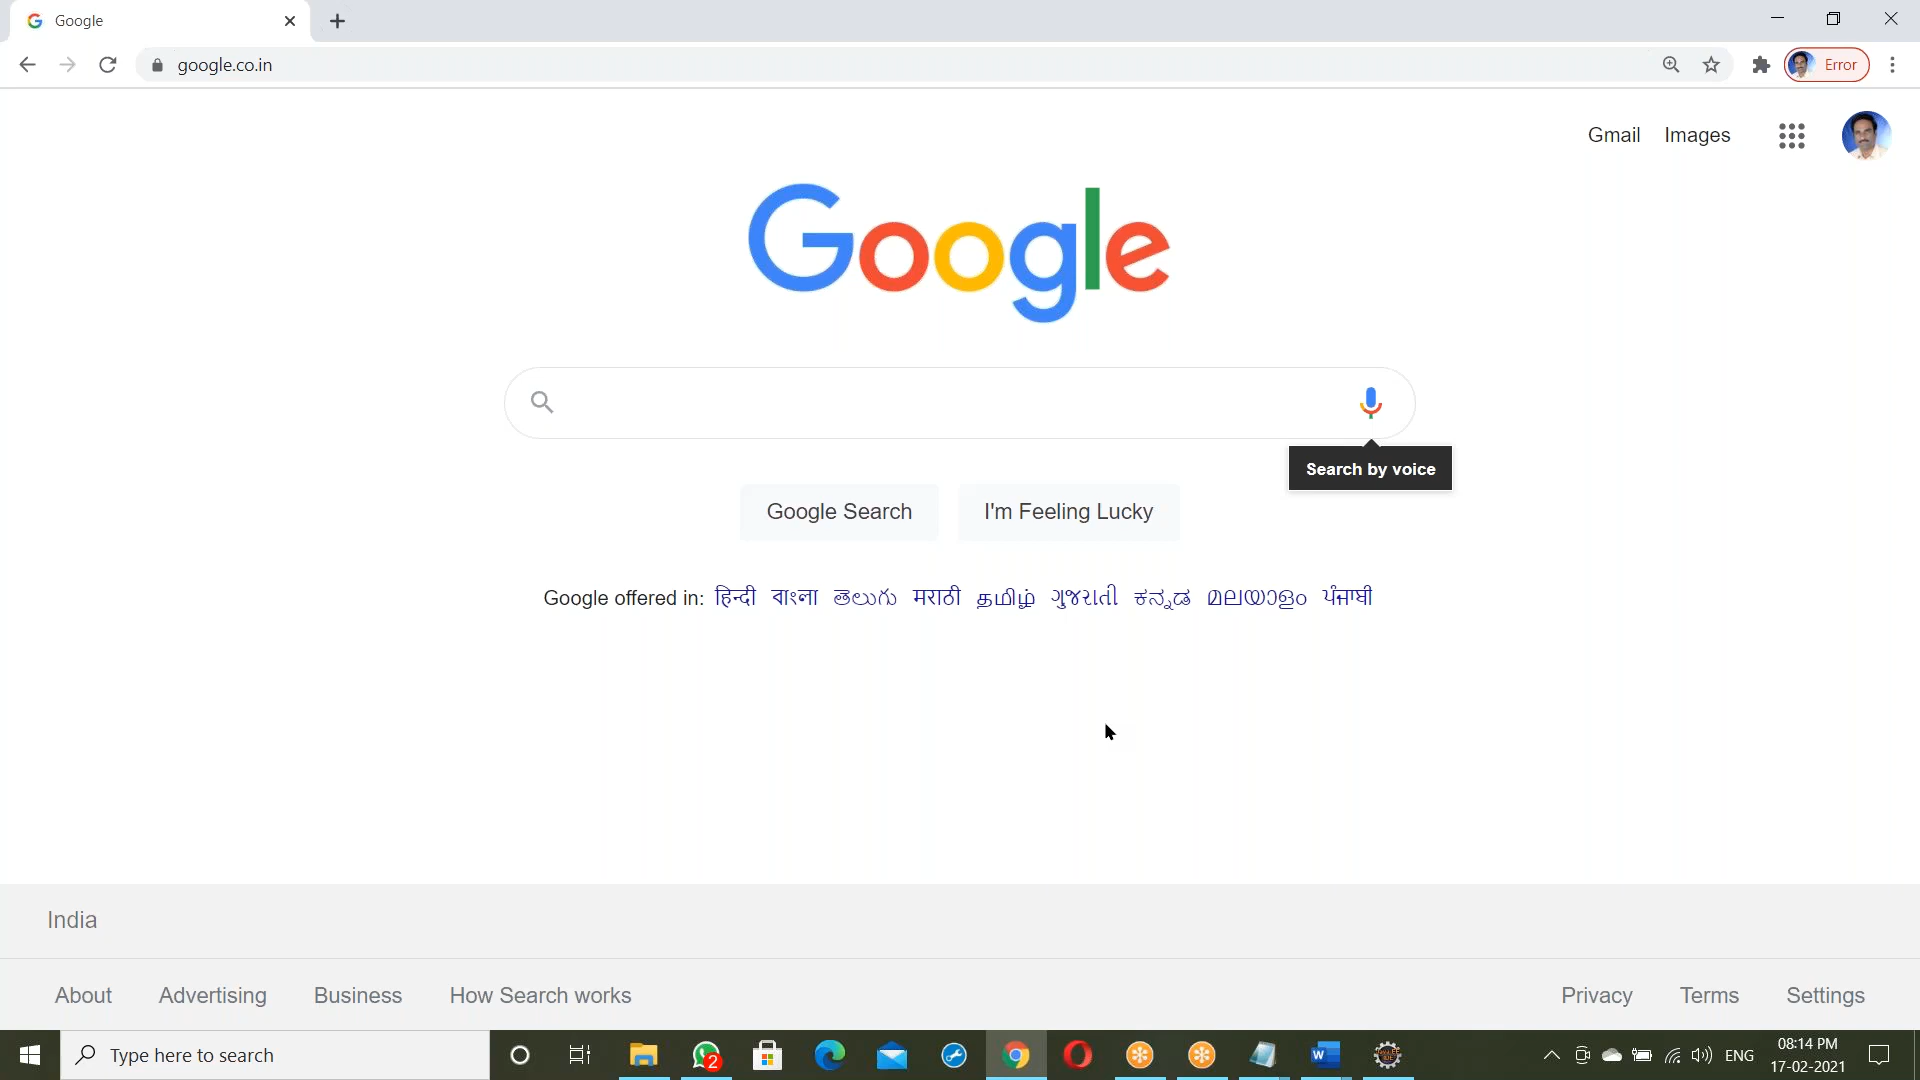 Google
google.co.in
Error
Gmail Images
Google
Search by voice
Google Search I'm Feeling Lucky
Google offered in: हिन्दी বাংলা తెలుగు मराठी தமிழ் ગુજરાતી ಕನ್ನಡ മലയാളം ਪੰਜਾਬੀ
India
About Advertising Business How Search works Privacy Terms Settings
Type here to search 2 W ENG 08:14 PM
17-02-2021